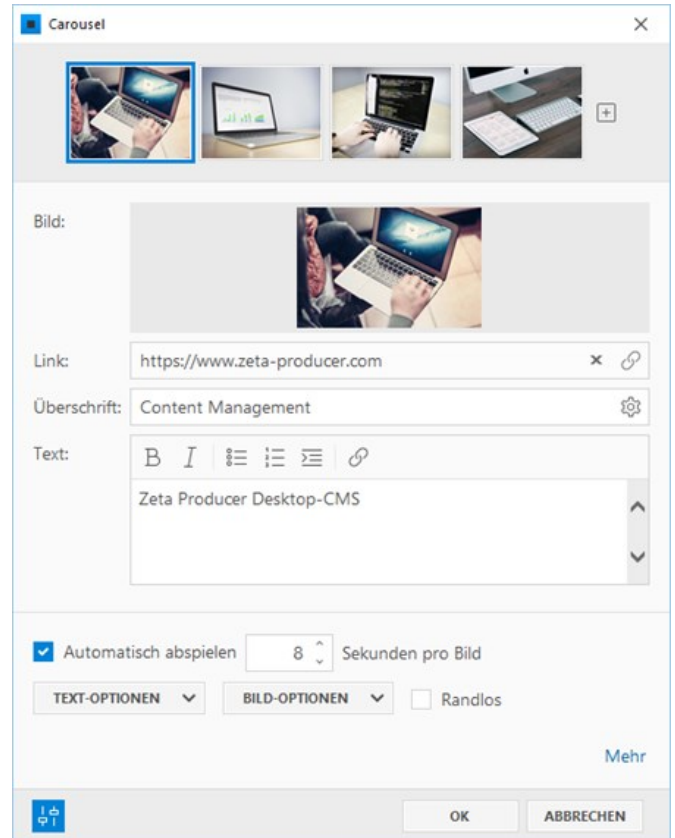 Carousel
Bild:
Link: https://www.zeta-producer.com
Überschrift: Content Management
Text:
B I
Zeta Producer Desktop-CMS
Automatisch abspielen 8 Sekunden pro Bild
TEXT-OPTIONEN BILD-OPTIONEN Randlos
Mehr
OK ABBRECHEN